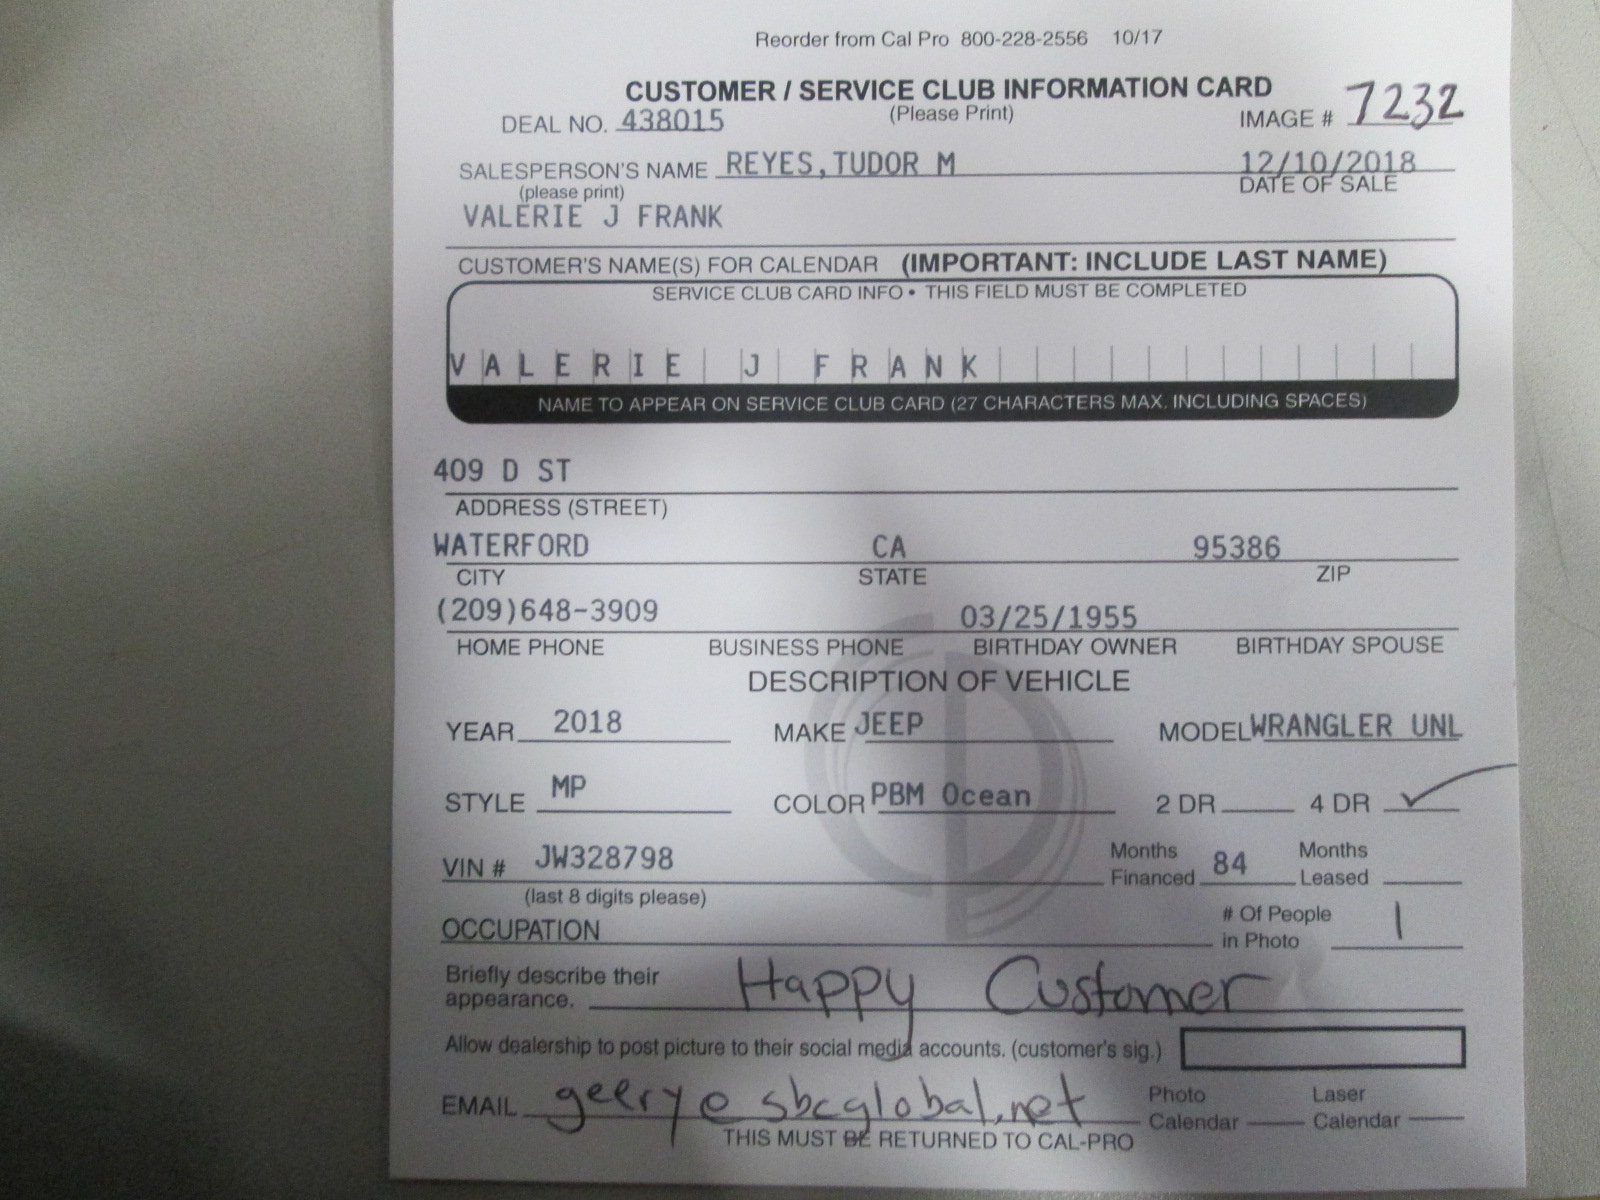 Reorder from Cal Pro 800-228-2556 10/17
CUSTOMER / SERVICE CLUB INFORMATION CARD
(Please Print)
DEAL NO. 438015 IMAGE # 7232
SALESPERSON'S NAME REYES,TUDOR M 12/10/2018
(please print) DATE OF SALE
VALERIE J FRANK
CUSTOMER'S NAME(S) FOR CALENDAR (IMPORTANT: INCLUDE LAST NAME)
SERVICE CLUB CARD INFO • THIS FIELD MUST BE COMPLETED
VALERIE J FRANK
NAME TO APPEAR ON SERVICE CLUB CARD (27 CHARACTERS MAX. INCLUDING SPACES)
409 D ST
ADDRESS (STREET)
WATERFORD CA 95386
CITY STATE ZIP
(209)648-3909 03/25/1955
HOME PHONE BUSINESS PHONE BIRTHDAY OWNER BIRTHDAY SPOUSE
DESCRIPTION OF VEHICLE
YEAR 2018 MAKE JEEP MODEL WRANGLER UNL
STYLE MP COLOR PBM Ocean 2 DR 4 DR ✓
VIN # JW328798 Months Financed 84 Months Leased
(last 8 digits please)
OCCUPATION # Of People in Photo 1
Briefly describe their appearance. Happy Customer
Allow dealership to post picture to their social media accounts. (customer's sig.)
EMAIL geery@sbcglobal.net Photo Calendar Laser Calendar
THIS MUST BE RETURNED TO CAL-PRO